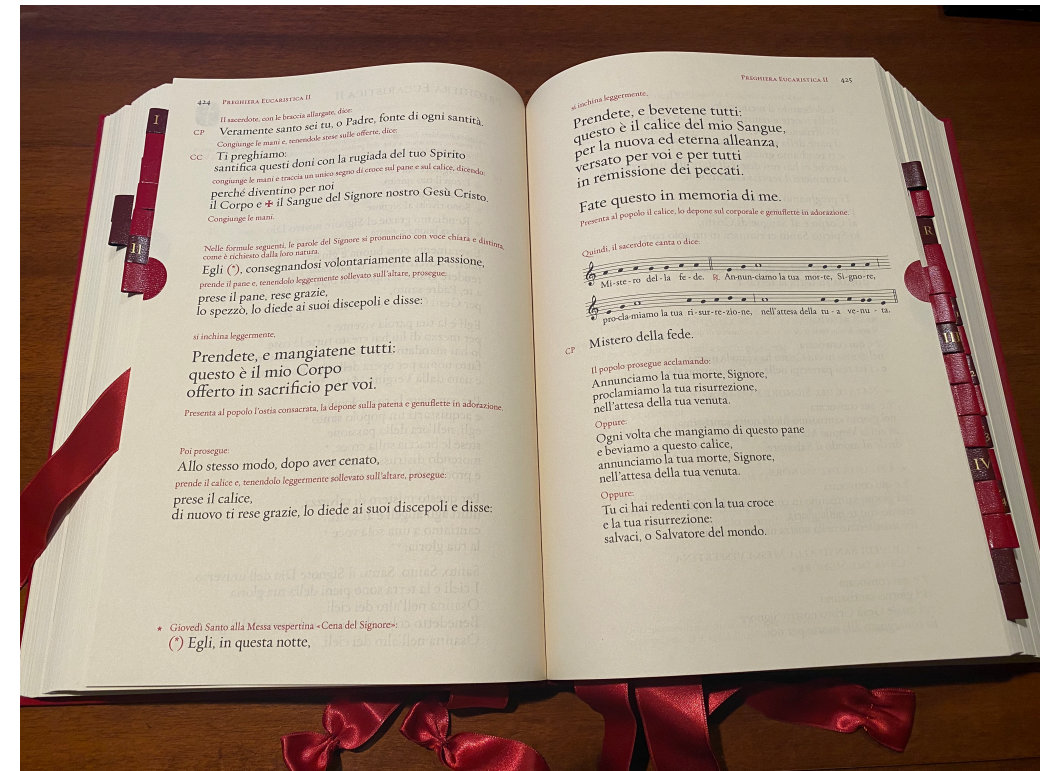 424 Preghiera Eucaristica II
Il sacerdote, con le braccia allargate, dice:
CP Veramente santo sei tu, o Padre, fonte di ogni santità.
Congiunge le mani e, tenendole stese sulle offerte, dice:
CC Ti preghiamo:
santifica questi doni con la rugiada del tuo Spirito
congiunge le mani e traccia un unico segno di croce sul pane e sul calice, dicendo:
perché diventino per noi
il Corpo e ✠ il Sangue del Signore nostro Gesù Cristo.
Congiunge le mani.
Nelle formule seguenti, le parole del Signore si pronuncino con voce chiara e distinta,
come è richiesto dalla loro natura.
Egli (*), consegnandosi volontariamente alla passione,
prende il pane e, tenendolo leggermente sollevato sull'altare, prosegue:
prese il pane, rese grazie,
lo spezzò, lo diede ai suoi discepoli e disse:
si inchina leggermente,
Prendete, e mangiatene tutti:
questo è il mio Corpo
offerto in sacrificio per voi.
Presenta al popolo l'ostia consacrata, la depone sulla patena e genuflette in adorazione.
Poi prosegue:
Allo stesso modo, dopo aver cenato,
prende il calice e, tenendolo leggermente sollevato sull'altare, prosegue:
prese il calice,
di nuovo ti rese grazie, lo diede ai suoi discepoli e disse:
* Giovedì Santo alla Messa vespertina «Cena del Signore»:
(*) Egli, in questa notte,
Preghiera Eucaristica II 425
si inchina leggermente,
Prendete, e bevetene tutti:
questo è il calice del mio Sangue,
per la nuova ed eterna alleanza,
versato per voi e per tutti
in remissione dei peccati.
Fate questo in memoria di me.
Presenta al popolo il calice, lo depone sul corporale e genuflette in adorazione.
Quindi, il sacerdote canta o dice:
Mi-ste-ro del-la fe-de. R. An-nun-ciamo la tua mor-te, Si-gno-re,
pro-cla-miamo la tua ri-sur-re-zio-ne, nell'attesa della tu-a ve-nu-ta.
CP Mistero della fede.
Il popolo prosegue acclamando:
Annunciamo la tua morte, Signore,
proclamiamo la tua risurrezione,
nell'attesa della tua venuta.
Oppure:
Ogni volta che mangiamo di questo pane
e beviamo a questo calice,
annunciamo la tua morte, Signore,
nell'attesa della tua venuta.
Oppure:
Tu ci hai redenti con la tua croce
e la tua risurrezione:
salvaci, o Salvatore del mondo.
I
II
R
III
2
3
IV